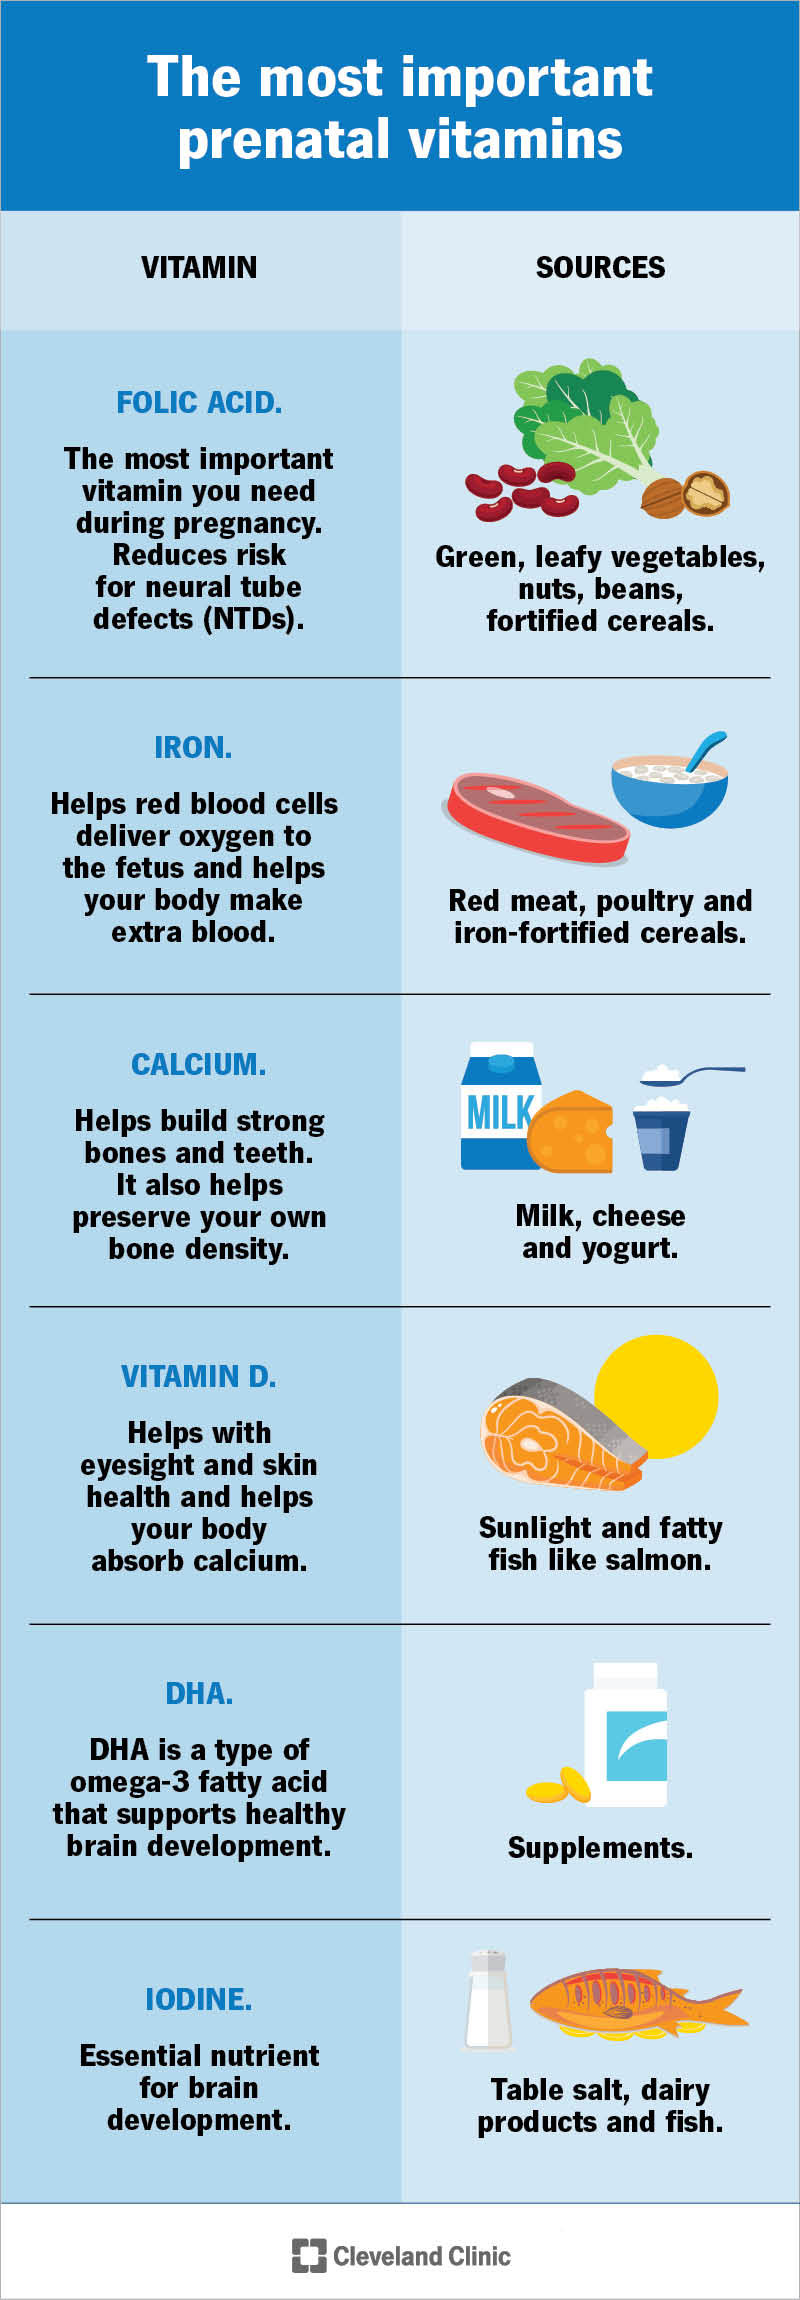 The most important
prenatal vitamins
VITAMIN
SOURCES
FOLIC ACID.
The most important
vitamin you need
during pregnancy.
Reduces risk
for neural tube
defects (NTDs).
Green, leafy vegetables,
nuts, beans,
fortified cereals.
IRON.
Helps red blood cells
deliver oxygen to
the fetus and helps
your body make
extra blood.
Red meat, poultry and
iron-fortified cereals.
CALCIUM.
Helps build strong
bones and teeth.
It also helps
preserve your own
bone density.
MILK
Milk, cheese
and yogurt.
VITAMIN D.
Helps with
eyesight and skin
health and helps
your body
absorb calcium.
Sunlight and fatty
fish like salmon.
DHA.
DHA is a type of
omega-3 fatty acid
that supports healthy
brain development.
Supplements.
IODINE.
Essential nutrient
for brain
development.
Table salt, dairy
products and fish.
Cleveland Clinic